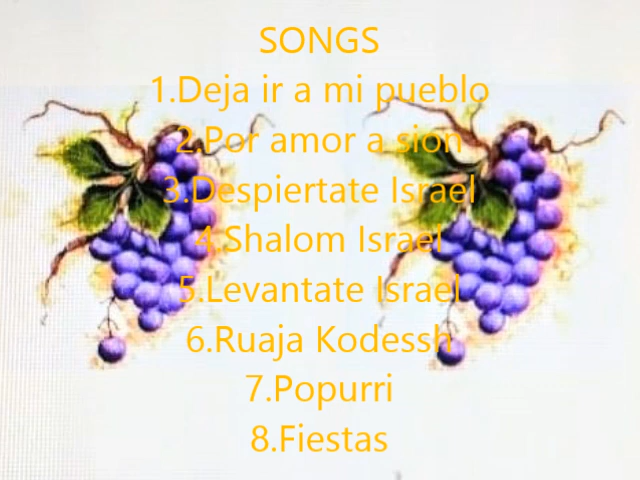 SONGS
1.Deja ir a mi pueblo
2.Por amor a sion
3.Despiertate Israel
4.Shalom Israel
5.Levantate Israel
6.Ruaja Kodessh
7.Popurri
8.Fiestas